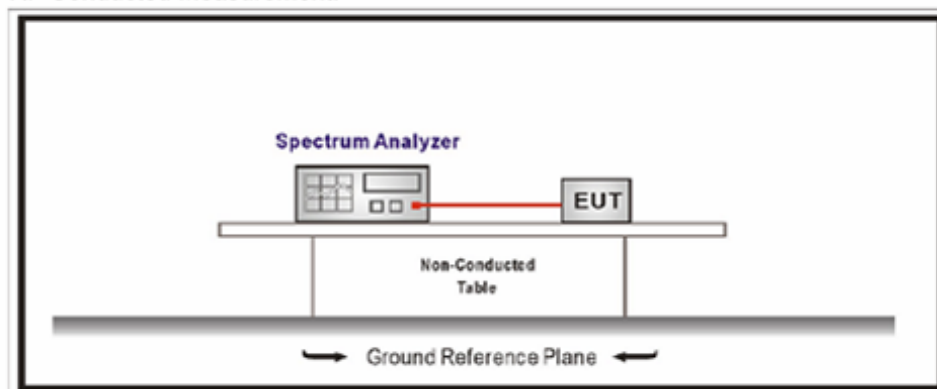 Spectrum Analyzer
EUT
Non-Conducted
Table
Ground Reference Plane